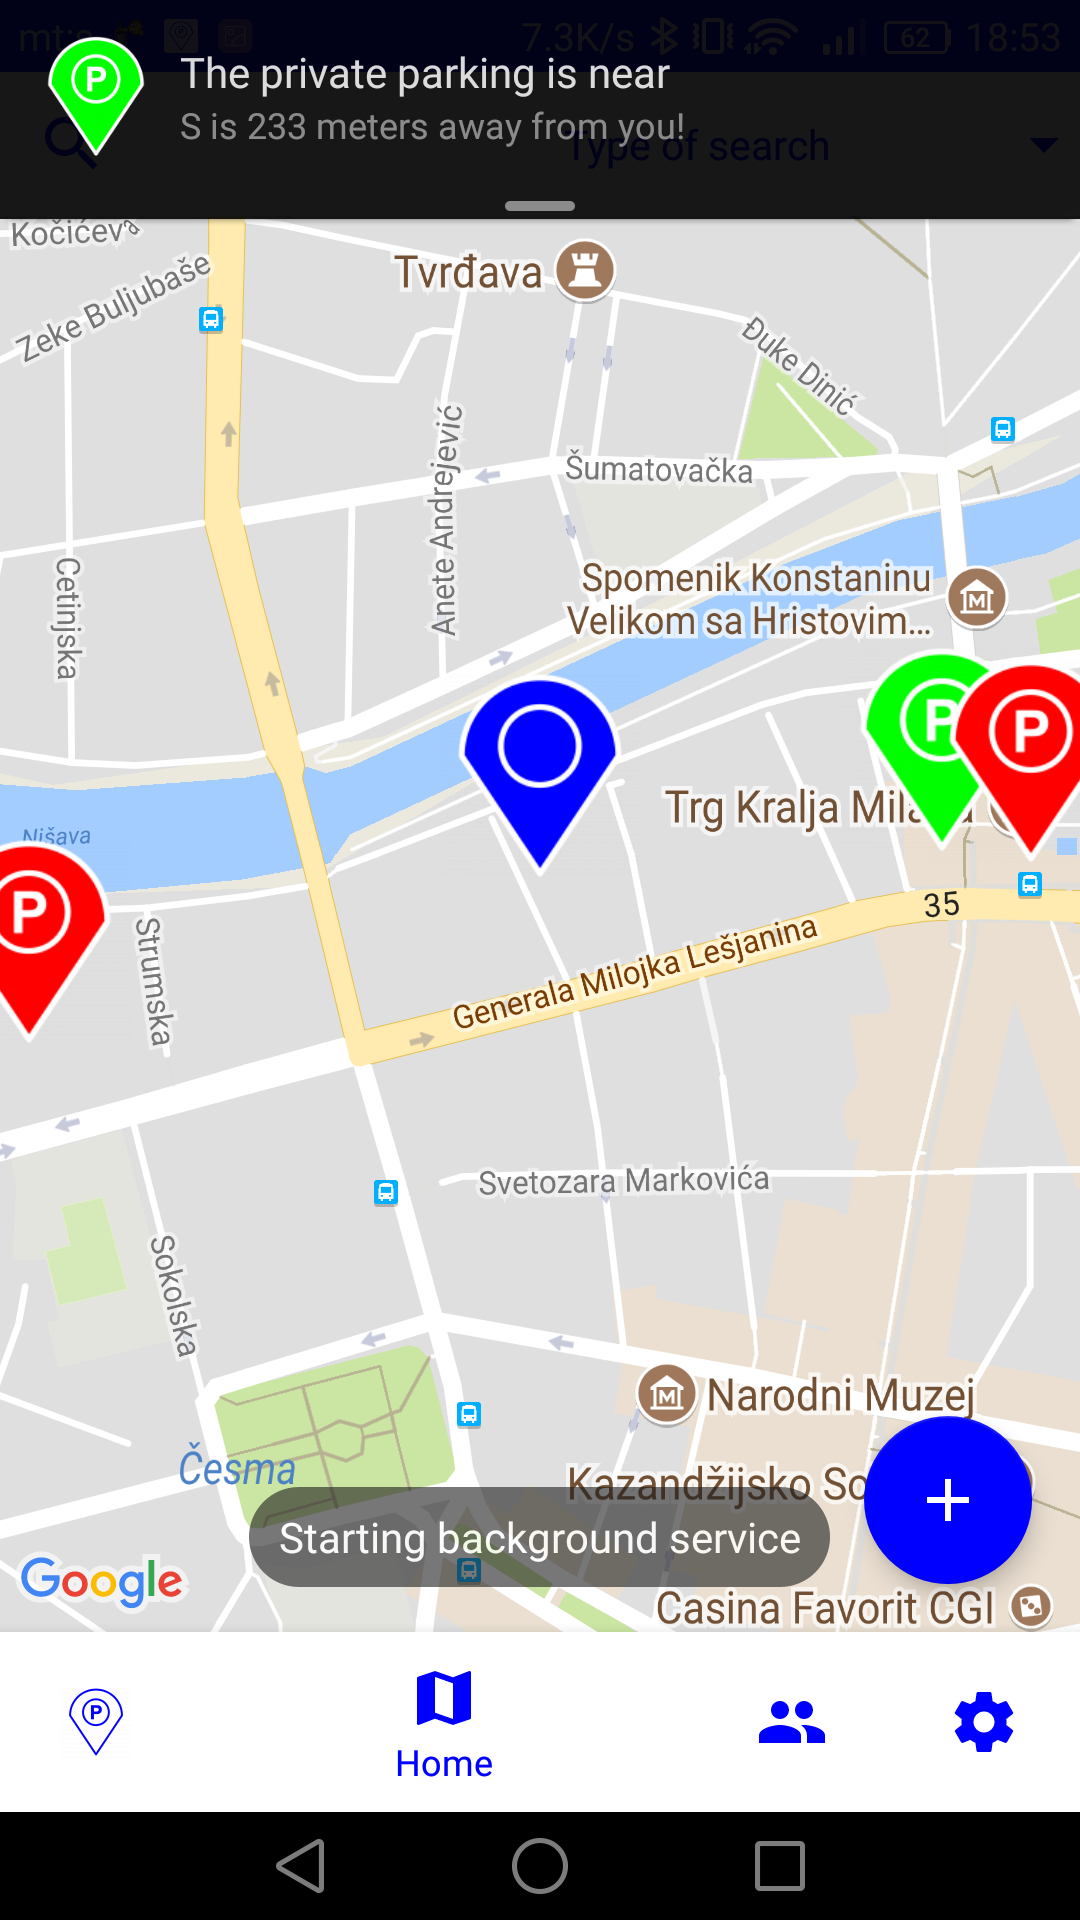 mt:s
7.3K/s
62
18:53
The private parking is near
S is 233 meters away from you!
Type of search
Kočićeva
Zeke Buljubaše
Tvrđava
Đuke Dinić
Šumatovačka
Anete Andrejević
Cetinjska
Spomenik Konstaninu
Velikom sa Hristovim...
P
P
Trg Kralja Milana
Nišava
P
35
Strumska
Generala Milojka Lešjanina
Svetozara Markovića
Sokolska
Narodni Muzej
Česma
Kazandžijsko So
Starting background service
Google
Casina Favorit CGI
P
Home